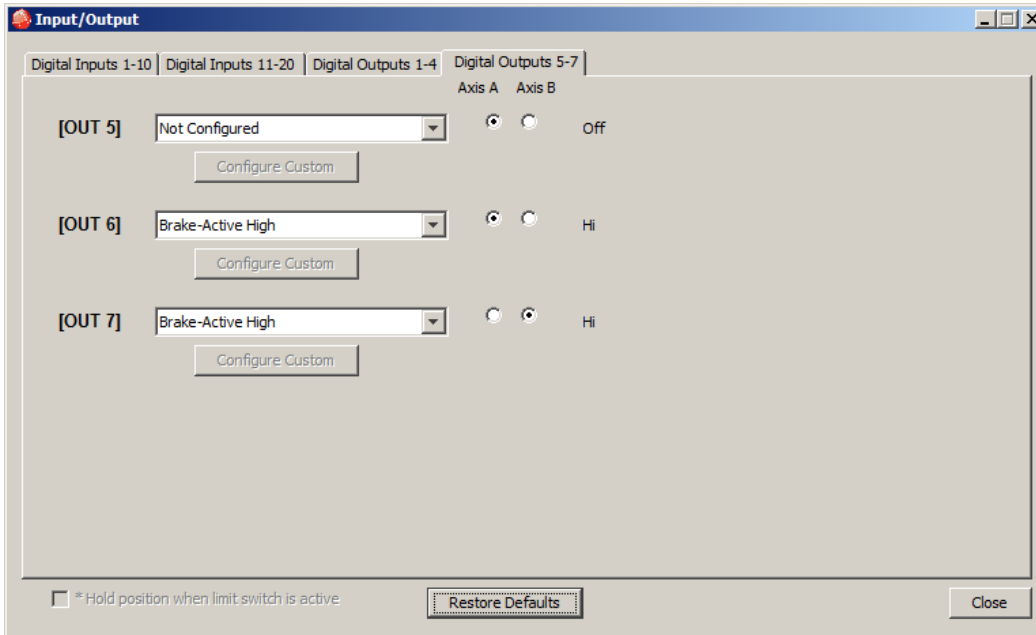 Input/Output
Digital Inputs 1-10 Digital Inputs 11-20 Digital Outputs 1-4 Digital Outputs 5-7
Axis A Axis B
[OUT 5] Not Configured Off
Configure Custom
[OUT 6] Brake-Active High Hi
Configure Custom
[OUT 7] Brake-Active High Hi
Configure Custom
* Hold position when limit switch is active Restore Defaults Close